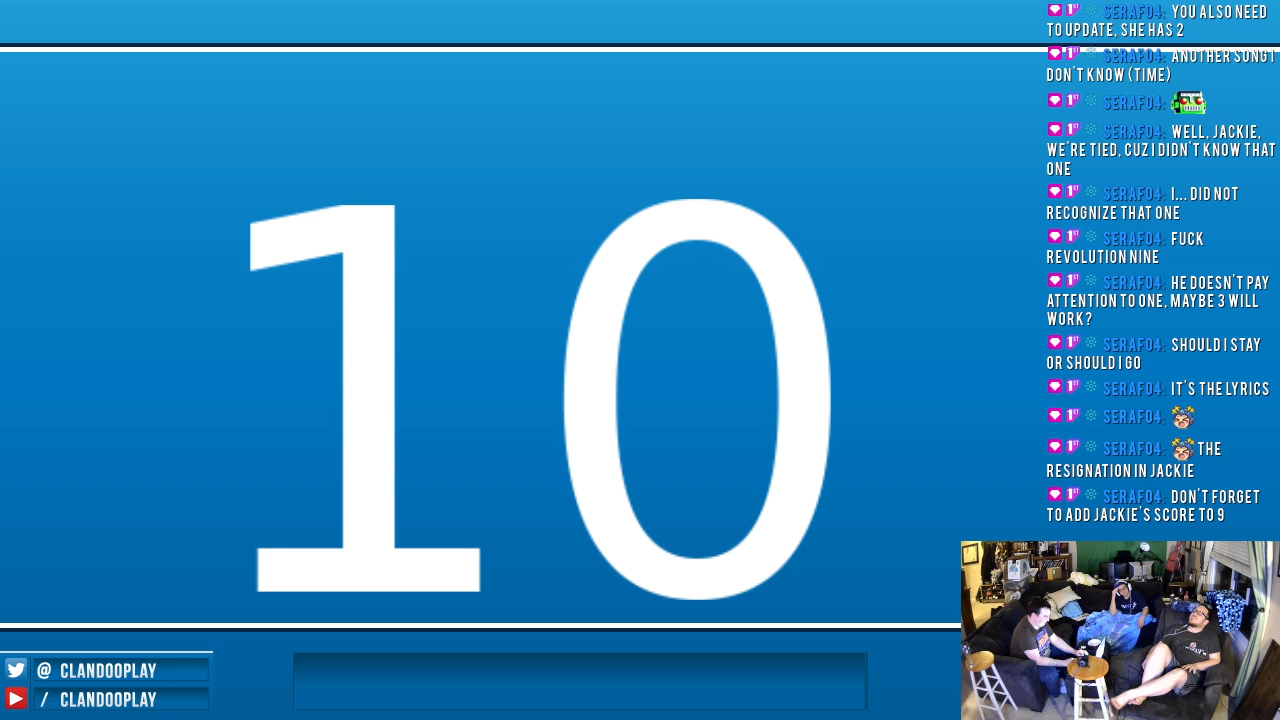 10
SERAF04: YOU ALSO NEED
TO UPDATE, SHE HAS 2
SERAF04: ANOTHER SONG I
DON'T KNOW (TIME)
SERAF04:
SERAF04: WELL, JACKIE,
WE'RE TIED, CUZ I DIDN'T KNOW THAT
ONE
SERAF04: I... DID NOT
RECOGNIZE THAT ONE
SERAF04: FUCK
REVOLUTION NINE
SERAF04: HE DOESN'T PAY
ATTENTION TO ONE, MAYBE 3 WILL
WORK?
SERAF04: SHOULD I STAY
OR SHOULD I GO
SERAF04: IT'S THE LYRICS
SERAF04:
SERAF04: THE
RESIGNATION IN JACKIE
SERAF04: DON'T FORGET
TO ADD JACKIE'S SCORE TO 9
@ CLANDOOPLAY
/ CLANDOOPLAY